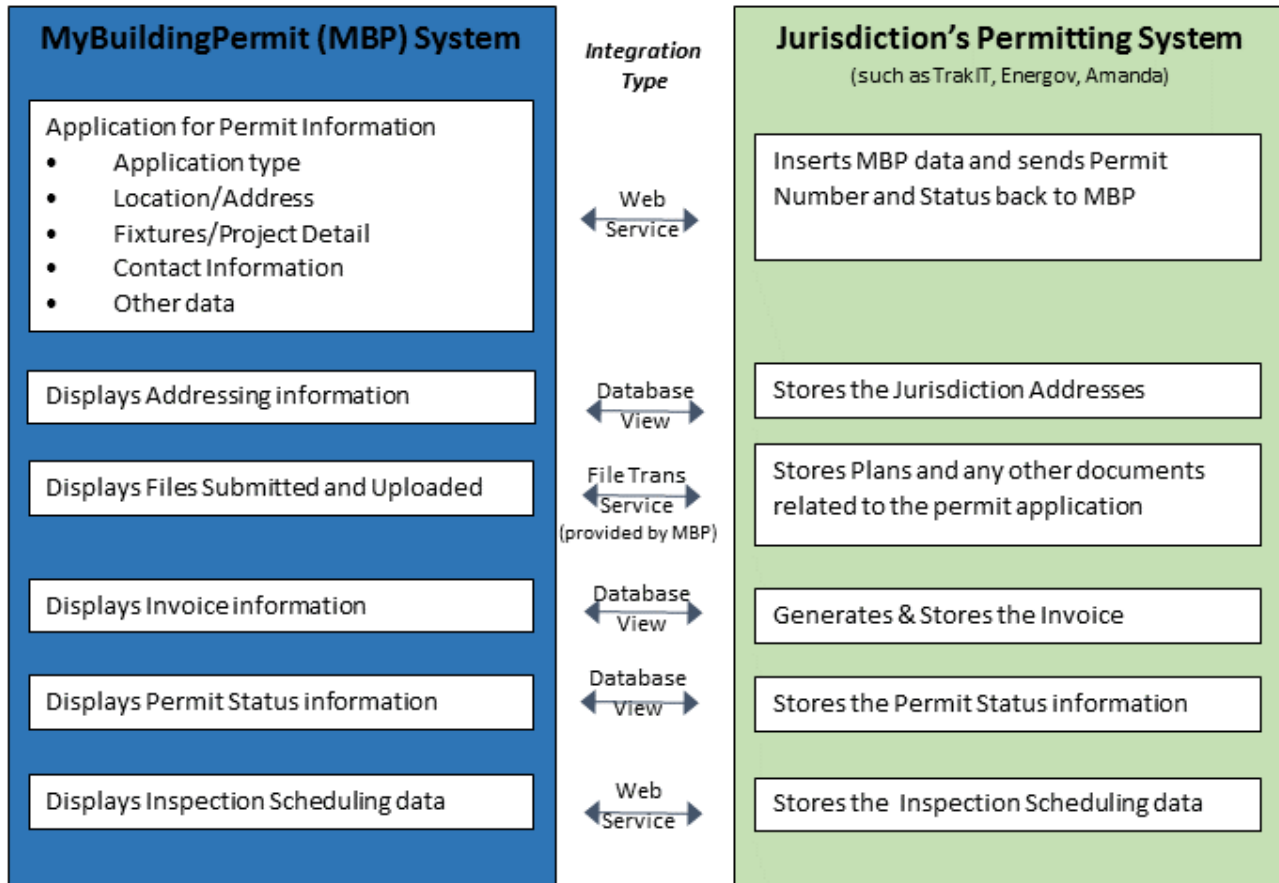 MyBuildingPermit (MBP) System
Integration
Type
Jurisdiction's Permitting System
(such as TrakIT, Energov, Amanda)
Application for Permit Information
• Application type
• Location/Address
• Fixtures/Project Detail
• Contact Information
• Other data
Web
Service
Inserts MBP data and sends Permit
Number and Status back to MBP
Displays Addressing information
Database
View
Stores the Jurisdiction Addresses
Displays Files Submitted and Uploaded
File Trans
Service
(provided by MBP)
Stores Plans and any other documents
related to the permit application
Displays Invoice information
Database
View
Generates & Stores the Invoice
Displays Permit Status information
Database
View
Stores the Permit Status information
Displays Inspection Scheduling data
Web
Service
Stores the Inspection Scheduling data